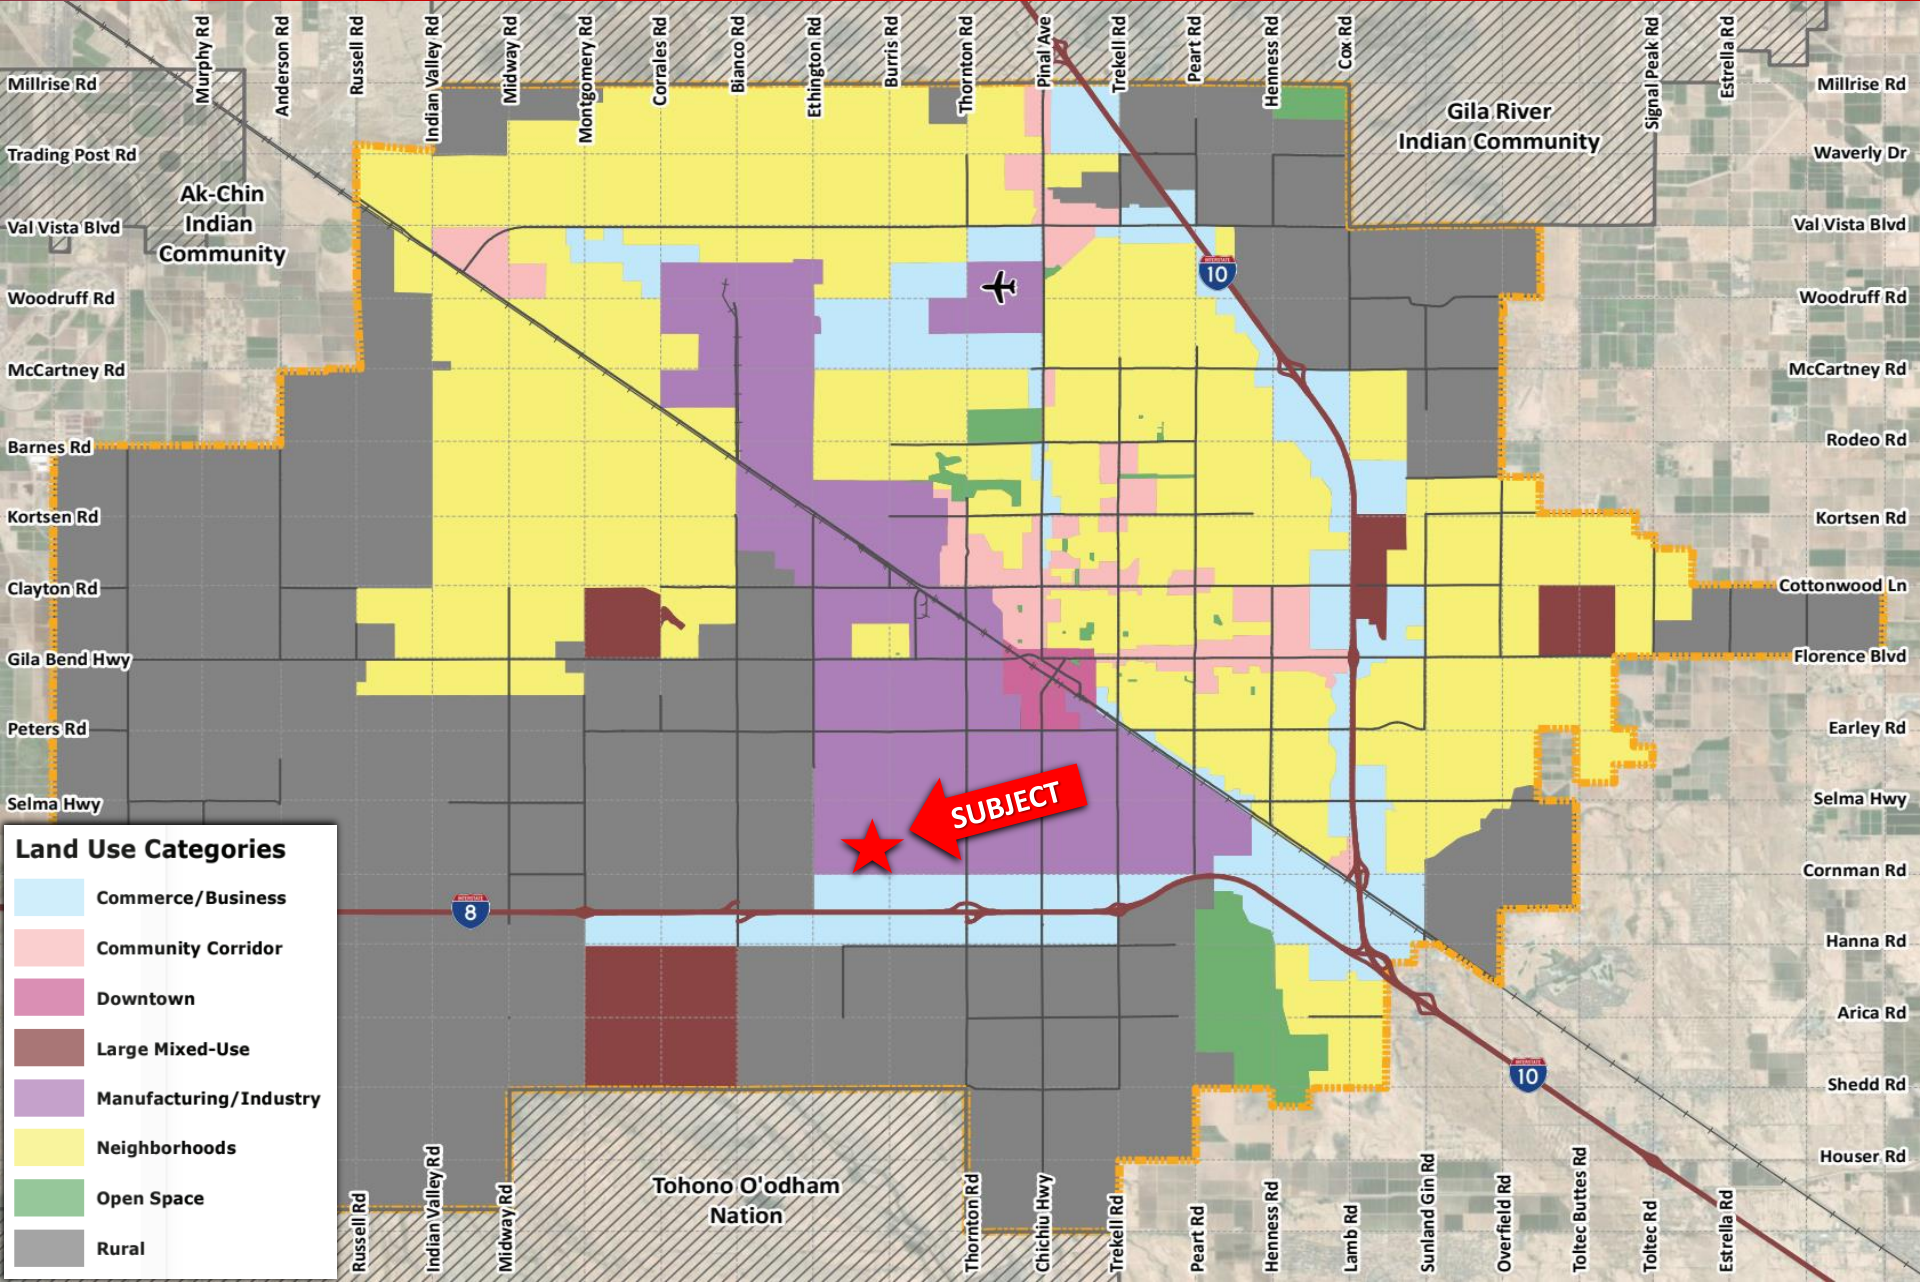 Murphy Rd
Anderson Rd
Russell Rd
Indian Valley Rd
Midway Rd
Montgomery Rd
Corrales Rd
Bianco Rd
Ethington Rd
Burris Rd
Thornton Rd
Pinal Ave
Trekell Rd
Peart Rd
Henness Rd
Cox Rd
Signal Peak Rd
Estrella Rd
Millrise Rd
Trading Post Rd
Val Vista Blvd
Woodruff Rd
McCartney Rd
Barnes Rd
Kortsen Rd
Clayton Rd
Gila Bend Hwy
Peters Rd
Selma Hwy
Millrise Rd
Waverly Dr
Val Vista Blvd
Woodruff Rd
McCartney Rd
Rodeo Rd
Kortsen Rd
Cottonwood Ln
Florence Blvd
Earley Rd
Selma Hwy
Cornman Rd
Hanna Rd
Arica Rd
Shedd Rd
Houser Rd
Ak-Chin
Indian
Community
Gila River
Indian Community
INTERSTATE
10
SUBJECT
INTERSTATE
8
INTERSTATE
10
Tohono O'odham
Nation
Land Use Categories
Commerce/Business
Community Corridor
Downtown
Large Mixed-Use
Manufacturing/Industry
Neighborhoods
Open Space
Rural
Russell Rd
Indian Valley Rd
Midway Rd
Thornton Rd
Chichiu Hwy
Trekell Rd
Peart Rd
Henness Rd
Lamb Rd
Sunland Gin Rd
Overfield Rd
Toltec Buttes Rd
Toltec Rd
Estrella Rd